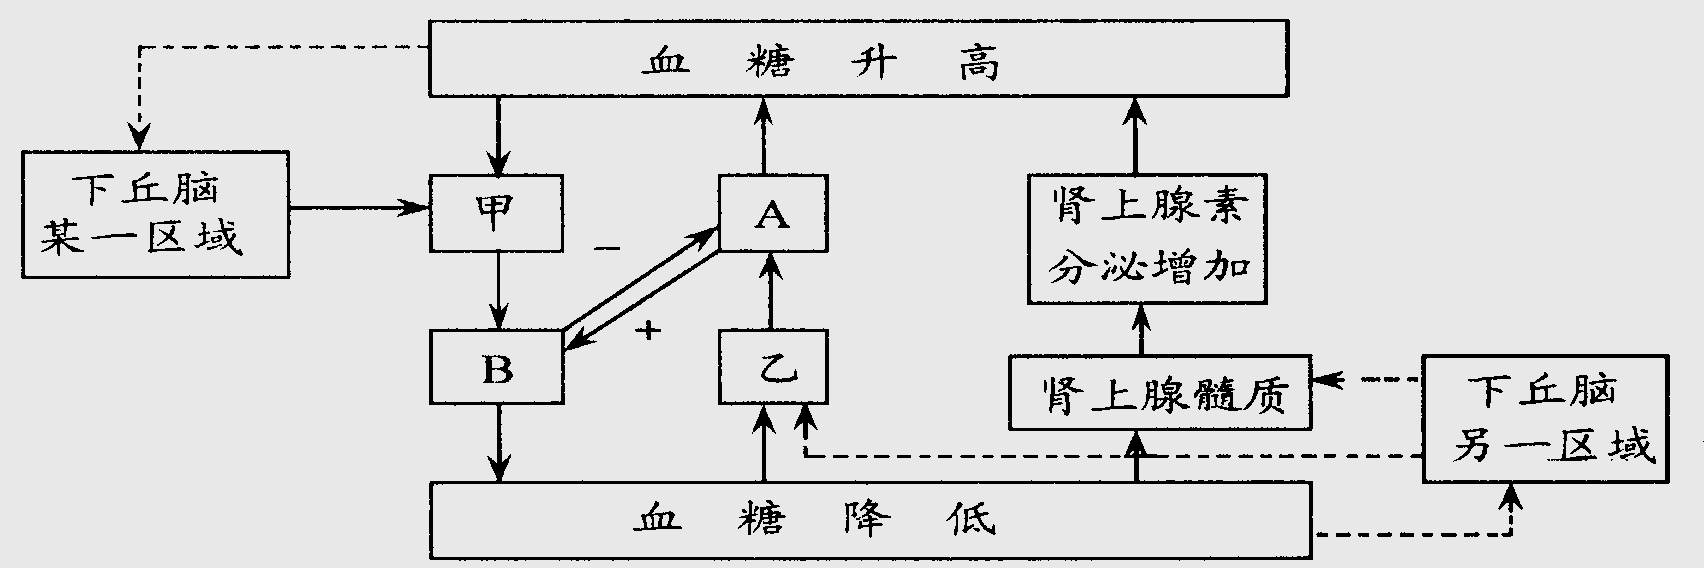 血糖升高
下丘脑
某一区域
甲
A
肾上腺素
分泌增加
−
+
B
乙
肾上腺髓质
下丘脑
另一区域
血糖降低